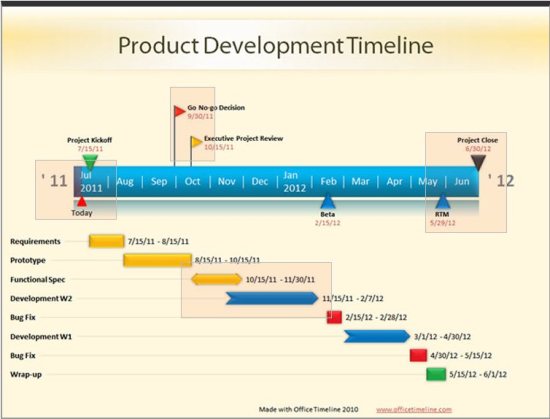 Product Development Timeline
Go No-go Decision
9/30/11
Executive Project Review
10/15/11
Project Kickoff
7/15/11
Project Close
6/30/12
' 11
Jul 2011
Aug
Sep
Oct
Nov
Dec
Jan 2012
Feb
Mar
Apr
May
Jun
' 12
Today
Beta
2/15/12
RTM
5/29/12
Requirements 7/15/11 - 8/15/11
Prototype 8/15/11 - 10/15/11
Functional Spec 10/15/11 - 11/30/11
Development W2 11/15/11 - 2/7/12
Bug Fix 2/15/12 - 2/28/12
Development W1 3/1/12 - 4/30/12
Bug Fix 4/30/12 - 5/15/12
Wrap-up 5/15/12 - 6/1/12
Made with Office Timeline 2010 www.officetimeline.com